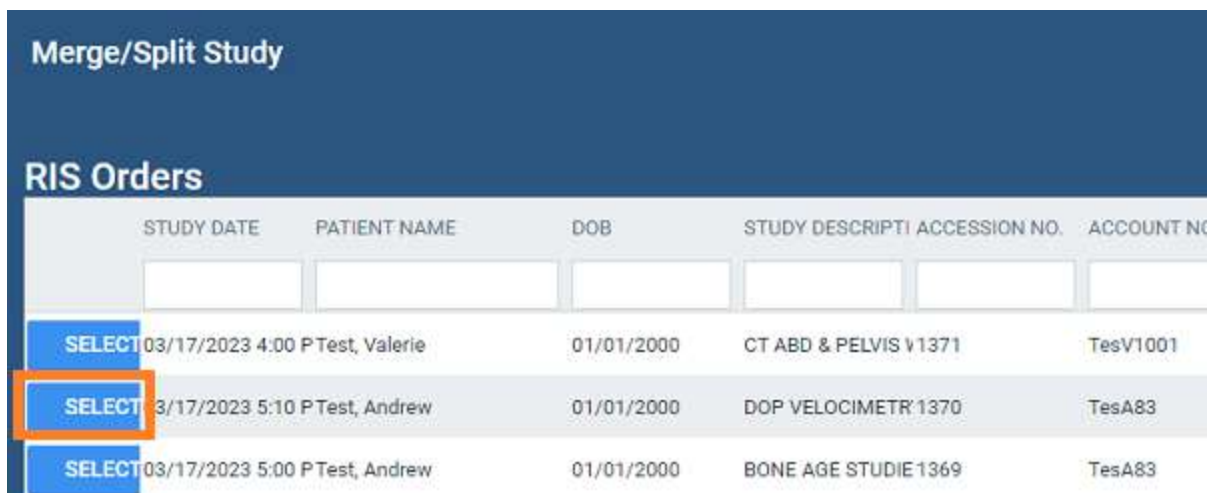 Merge/Split Study
RIS Orders
STUDY DATE PATIENT NAME DOB STUDY DESCRIPTI ACCESSION NO. ACCOUNT NO
SELECT 03/17/2023 4:00 P Test, Valerie 01/01/2000 CT ABD & PELVIS 1371 TesV1001
SELECT 3/17/2023 5:10 P Test, Andrew 01/01/2000 DOP VELOCIMETR 1370 TesA83
SELECT 03/17/2023 5:00 P Test, Andrew 01/01/2000 BONE AGE STUDIE 1369 TesA83